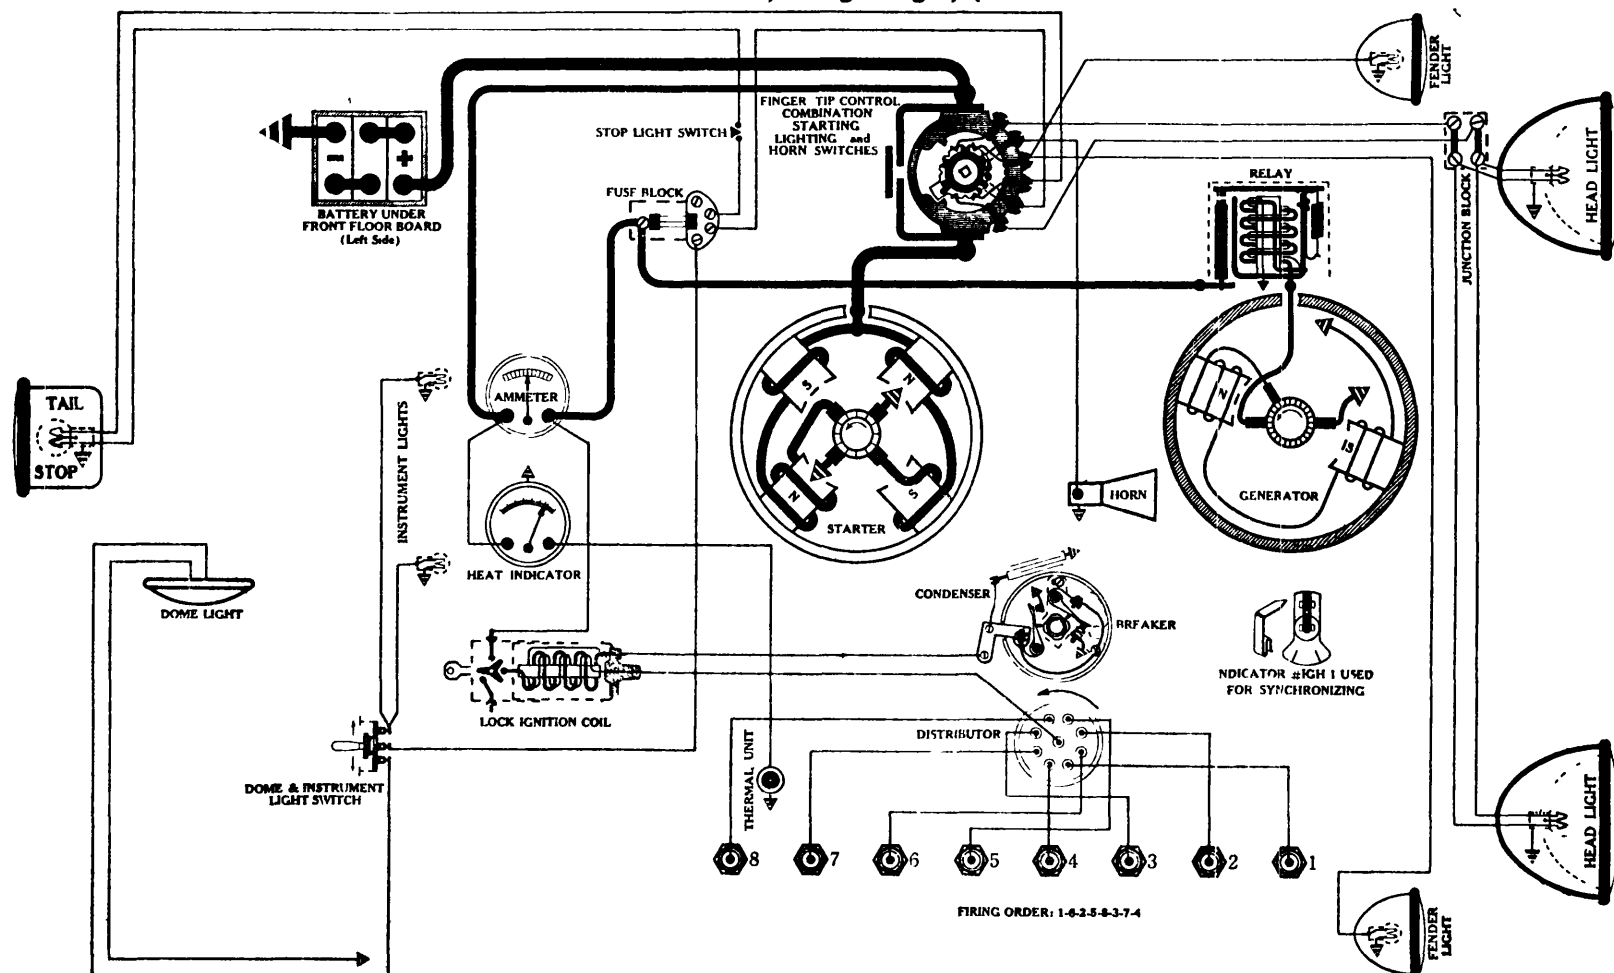 FENDER
LIGHT
FINGER TIP CONTROL
COMBINATION
STARTING
LIGHTING and
HORN SWITCHES
STOP LIGHT SWITCH
HEAD LIGHT
JUNCTION BLOCK
RELAY
FUSE BLOCK
- +
BATTERY UNDER
FRONT FLOOR BOARD
(Left Side)
AMMETER
INSTRUMENT LIGHTS
TAIL
STOP
S
N
N
S
STARTER
N
S
GENERATOR
HORN
HEAT INDICATOR
DOME LIGHT
CONDENSER
BREAKER
NDICATOR #IGH 1 USED
FOR SYNCHRONIZING
LOCK IGNITION COIL
DISTRIBUTOR
THERMAL UNIT
DOME & INSTRUMENT
LIGHT SWITCH
HEAD LIGHT
8 7 6 5 4 3 2 1
FIRING ORDER: 1-6-2-5-8-3-7-4
FENDER
LIGHT